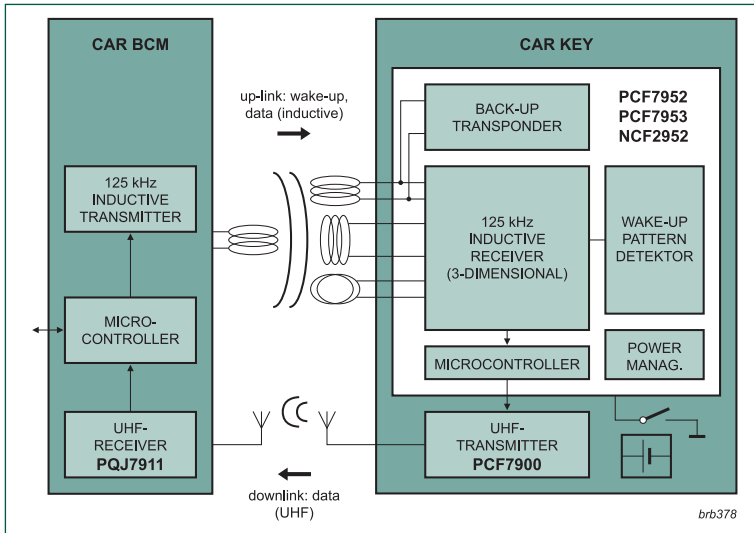 CAR BCM
125 kHz
INDUCTIVE
TRANSMITTER
MICRO-
CONTROLLER
UHF-
RECEIVER
PQJ7911
up-link: wake-up,
data (inductive)
downlink: data
(UHF)
CAR KEY
BACK-UP
TRANSPONDER
PCF7952
PCF7953
NCF2952
125 kHz
INDUCTIVE
RECEIVER
(3-DIMENSIONAL)
WAKE-UP
PATTERN
DETEKTOR
MICROCONTROLLER
POWER
MANAG.
UHF-
TRANSMITTER
PCF7900
brb378